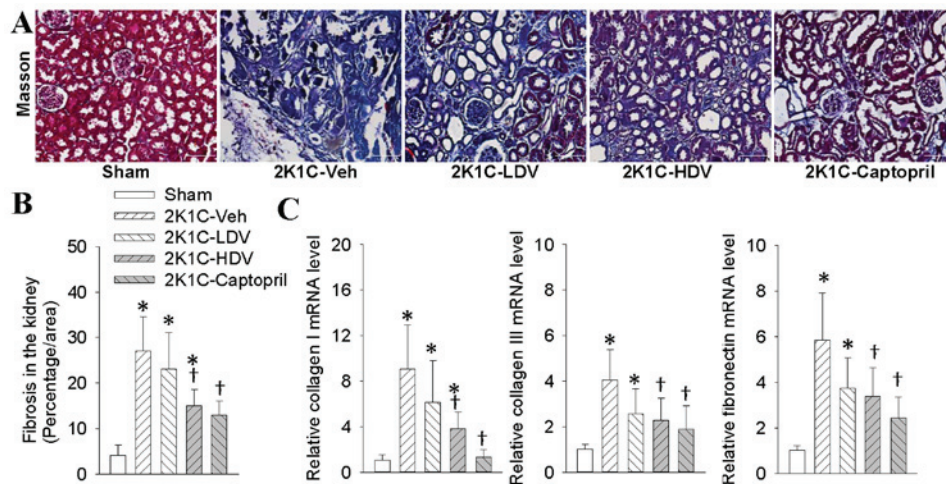 A
Masson
Sham
2K1C-Veh
2K1C-LDV
2K1C-HDV
2K1C-Captopril
B
Sham
2K1C-Veh
2K1C-LDV
2K1C-HDV
2K1C-Captopril
Fibrosis in the kidney
(Percentage/area)
50
40
30
20
10
0
*
*
*
†
†
C
Relative collagen I mRNA level
20
16
12
8
4
0
*
*
*
†
†
Relative collagen III mRNA level
10
8
6
4
2
0
*
*
†
†
Relative fibronectin mRNA level
10
8
6
4
2
0
*
*
†
†